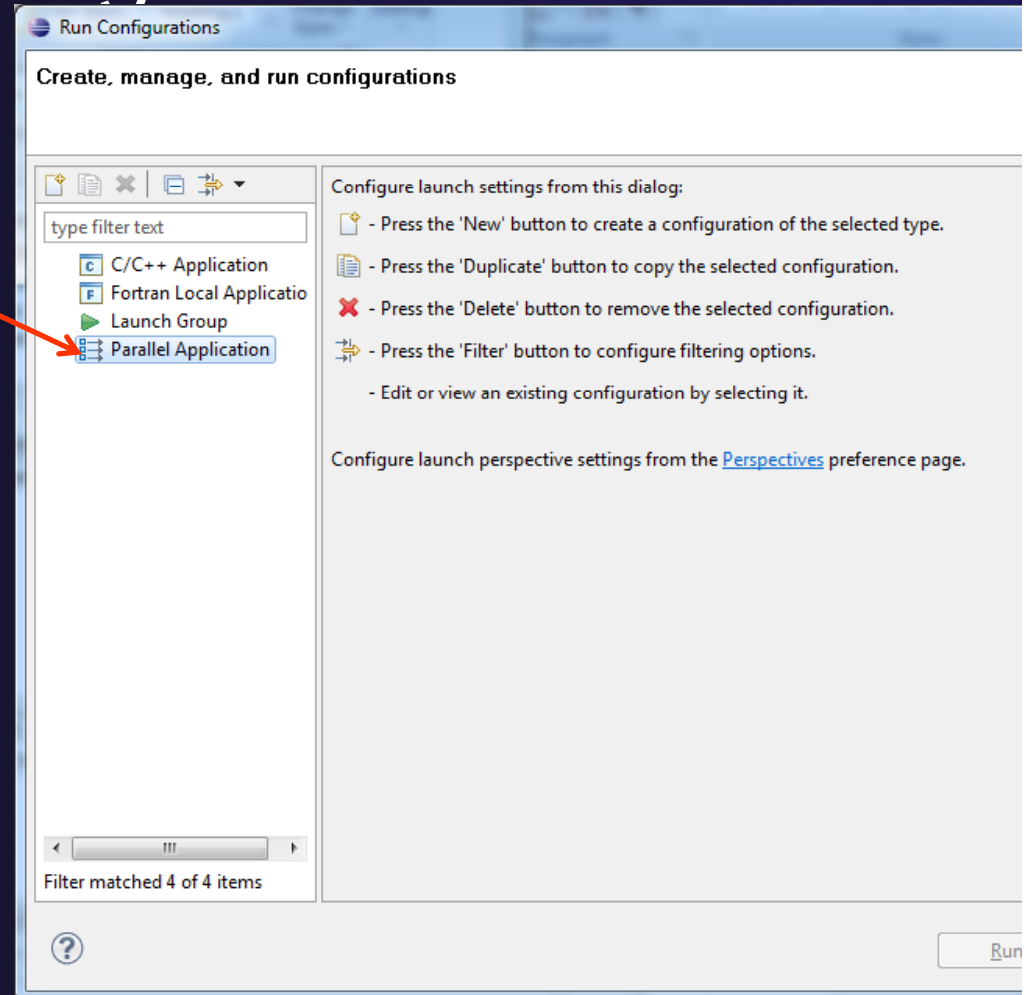 Run Configurations
Create, manage, and run configurations
type filter text
C/C++ Application
Fortran Local Applicatio
Launch Group
Parallel Application
Filter matched 4 of 4 items
Configure launch settings from this dialog:
- Press the 'New' button to create a configuration of the selected type.
- Press the 'Duplicate' button to copy the selected configuration.
- Press the 'Delete' button to remove the selected configuration.
- Press the 'Filter' button to configure filtering options.
- Edit or view an existing configuration by selecting it.
Configure launch perspective settings from the Perspectives preference page.
Run